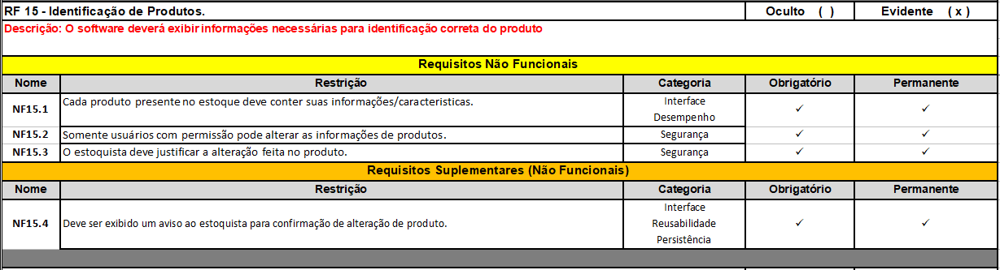 RF 15 - Identificação de Produtos. Oculto ( ) Evidente ( x )
Descrição: O software deverá exibir informações necessárias para identificação correta do produto
Requisitos Não Funcionais
Nome Restrição Categoria Obrigatório Permanente
NF15.1 Cada produto presente no estoque deve conter suas informações/caracteristicas. Interface Desempenho ✓ ✓
NF15.2 Somente usuários com permissão pode alterar as informações de produtos. Segurança ✓ ✓
NF15.3 O estoquista deve justificar a alteração feita no produto. Segurança ✓ ✓
Requisitos Suplementares (Não Funcionais)
Nome Restrição Categoria Obrigatório Permanente
NF15.4 Deve ser exibido um aviso ao estoquista para confirmação de alteração de produto. Interface Reusabilidade Persistência ✓ ✓